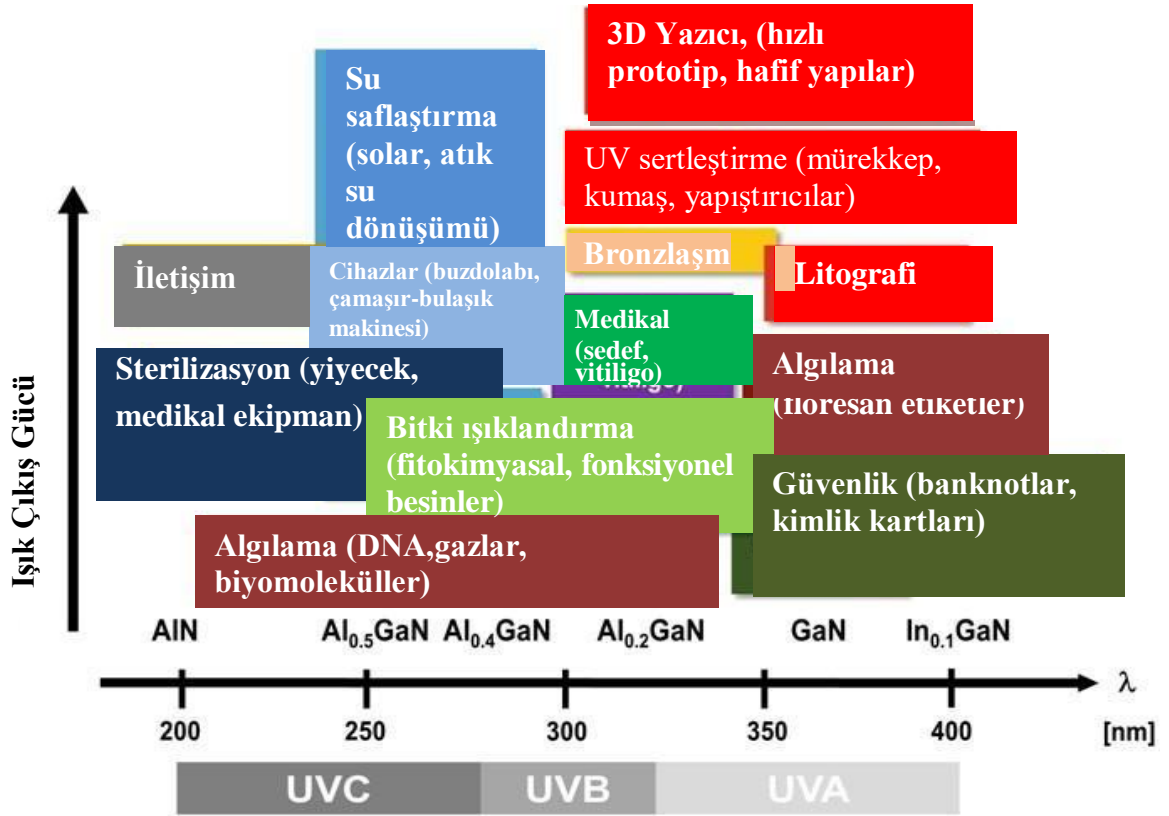 3D Yazıcı, (hızlı
prototip, hafif yapılar)
Su
saflaştırma
(solar, atık
su
dönüşümü)
UV sertleştirme (mürekkep,
kumaş, yapıştırıcılar)
Bronzlaşm
İletişim
Cihazlar (buzdolabı,
çamaşır-bulaşık
makinesi)
Litografi
Medikal
(sedef,
vitiligo)
Sterilizasyon (yiyecek,
medikal ekipman)
Algılama
(floresan etiketler)
Bitki ışıklandırma
(fitokimyasal, fonksiyonel
besinler)
Güvenlik (banknotlar,
kimlik kartları)
Algılama (DNA,gazlar,
biyomoleküller)
Işık Çıkış Gücü
AlN Al₀.₅GaN Al₀.₄GaN Al₀.₂GaN GaN In₀.₁GaN
λ
200 250 300 350 400 [nm]
UVC UVB UVA